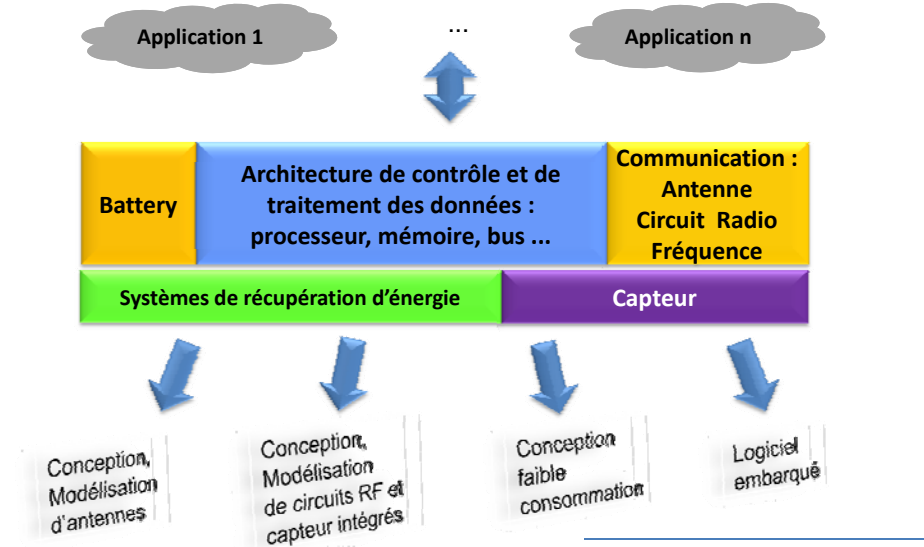 Application 1
...
Application n
Battery
Architecture de contrôle et de
traitement des données :
processeur, mémoire, bus ...
Communication :
Antenne
Circuit Radio
Fréquence
Systèmes de récupération d’énergie
Capteur
Conception,
Modélisation
d'antennes
Conception,
Modélisation
de circuits RF et
capteur intégrés
Conception
faible
consommation
Logiciel
embarqué